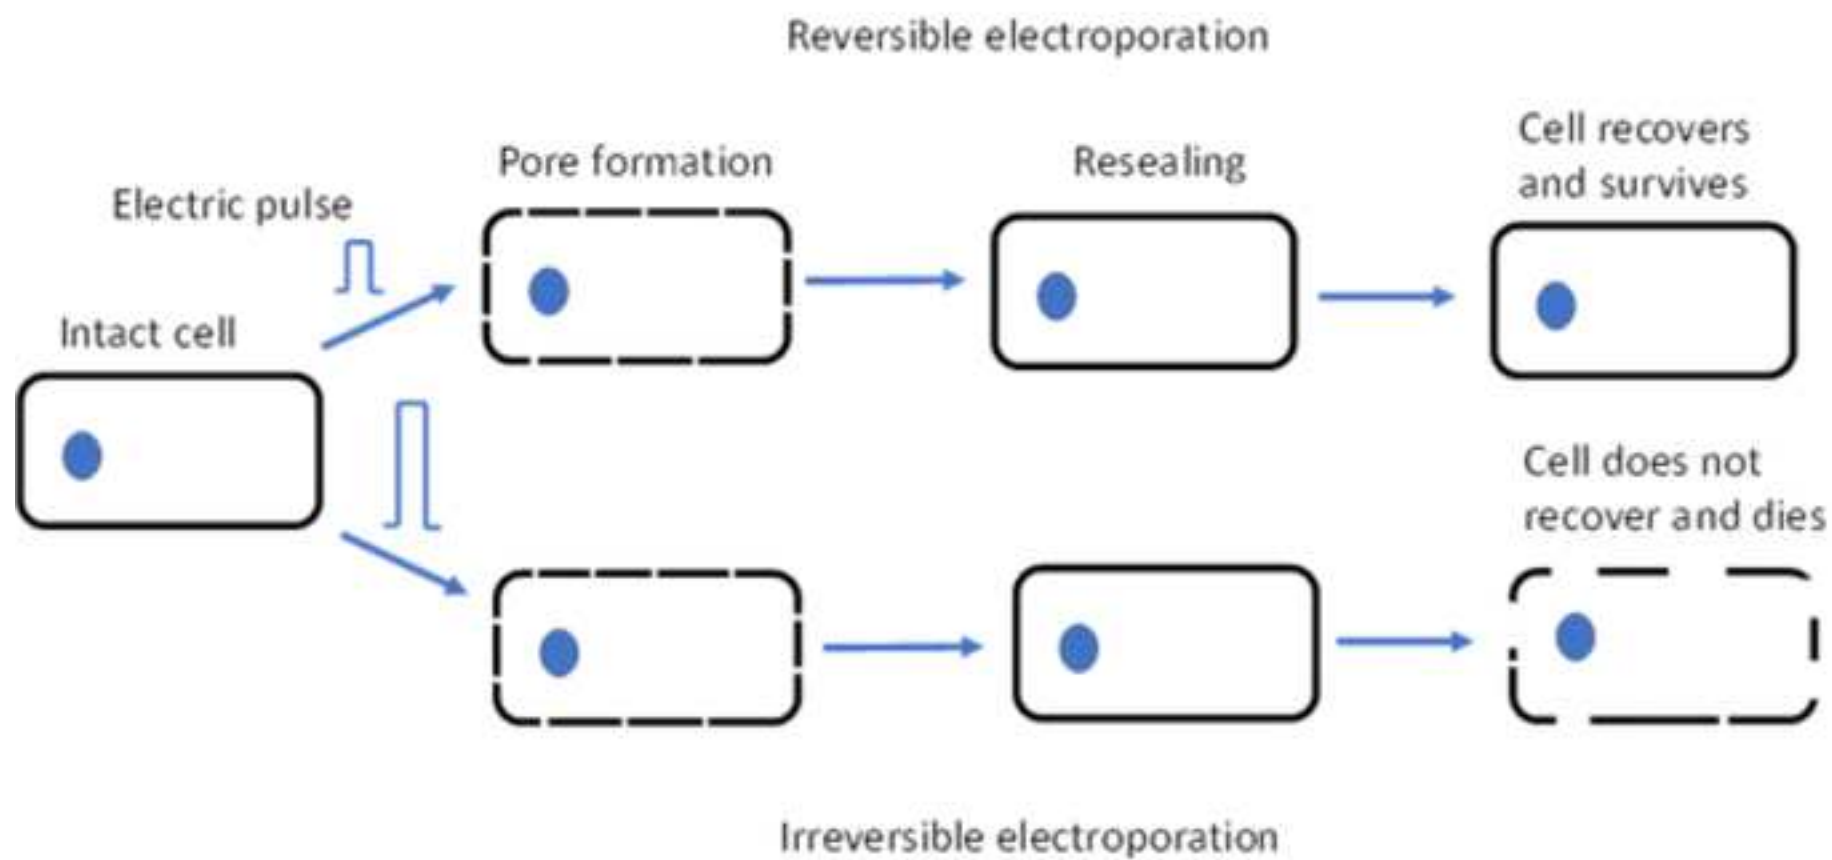 Reversible electroporation
Electric pulse
Pore formation
Resealing
Cell recovers
and survives
Intact cell
Cell does not
recover and dies
Irreversible electroporation